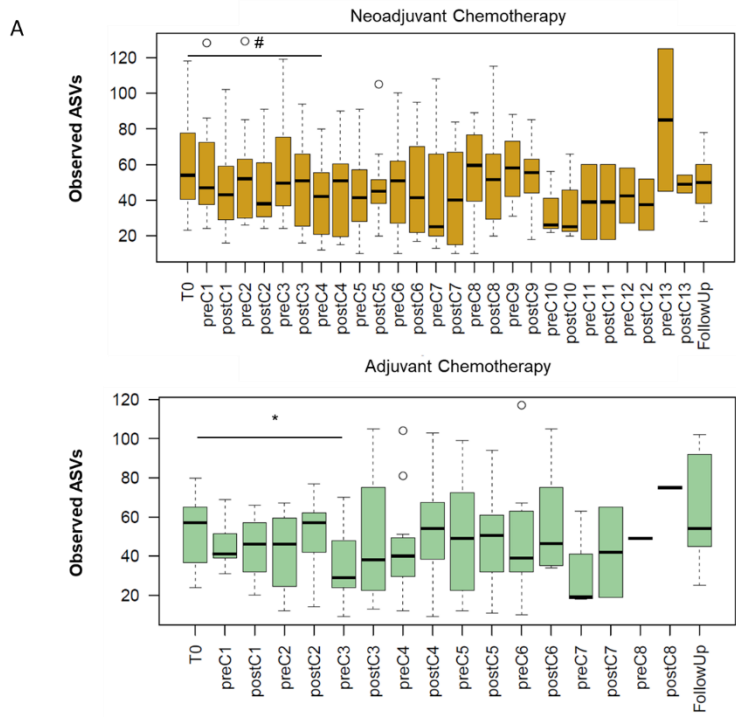 A
Neoadjuvant Chemotherapy
Observed ASVs
120
100
80
60
40
20
#
T0 preC1 postC1 preC2 postC2 preC3 postC3 preC4 postC4 preC5 postC5 preC6 postC6 preC7 postC7 preC8 postC8 preC9 postC9 preC10 postC10 preC11 postC11 preC12 postC12 preC13 postC13 FollowUp
Adjuvant Chemotherapy
Observed ASVs
120
100
80
60
40
20
*
T0 preC1 postC1 preC2 postC2 preC3 postC3 preC4 postC4 preC5 postC5 preC6 postC6 preC7 postC7 preC8 postC8 FollowUp